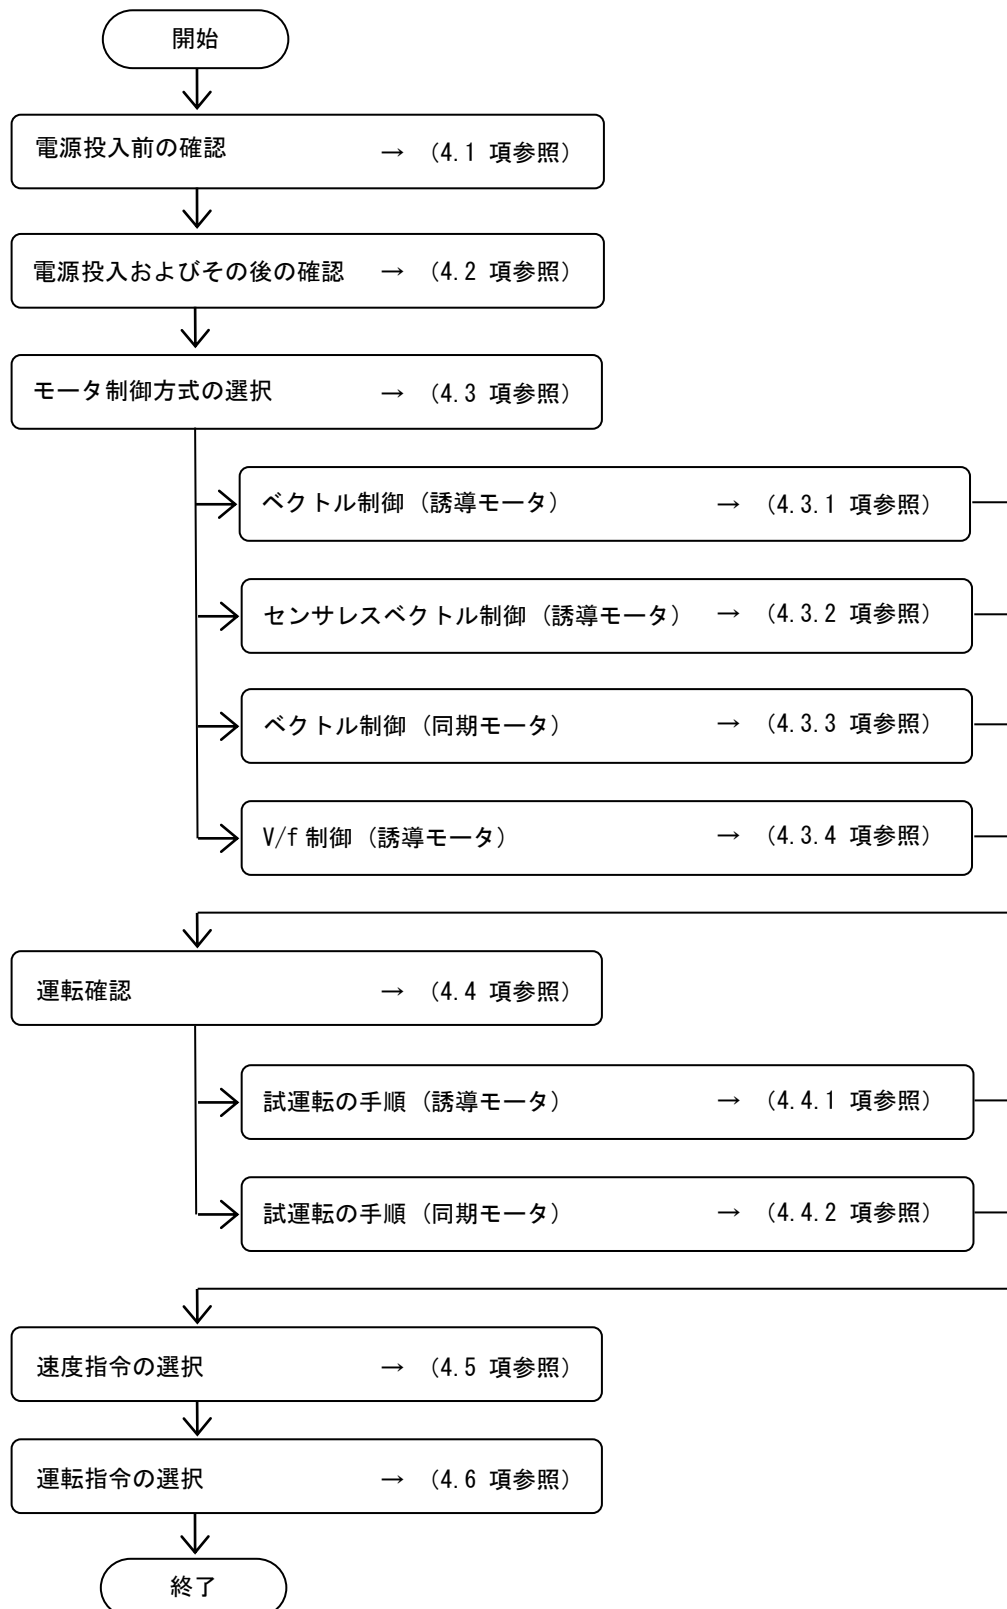 開始
電源投入前の確認 → (4.1 項参照)
電源投入およびその後の確認 → (4.2 項参照)
モータ制御方式の選択 → (4.3 項参照)
ベクトル制御(誘導モータ) → (4.3.1 項参照)
センサレスベクトル制御(誘導モータ) → (4.3.2 項参照)
ベクトル制御(同期モータ) → (4.3.3 項参照)
V/f 制御(誘導モータ) → (4.3.4 項参照)
運転確認 → (4.4 項参照)
試運転の手順(誘導モータ) → (4.4.1 項参照)
試運転の手順(同期モータ) → (4.4.2 項参照)
速度指令の選択 → (4.5 項参照)
運転指令の選択 → (4.6 項参照)
終了